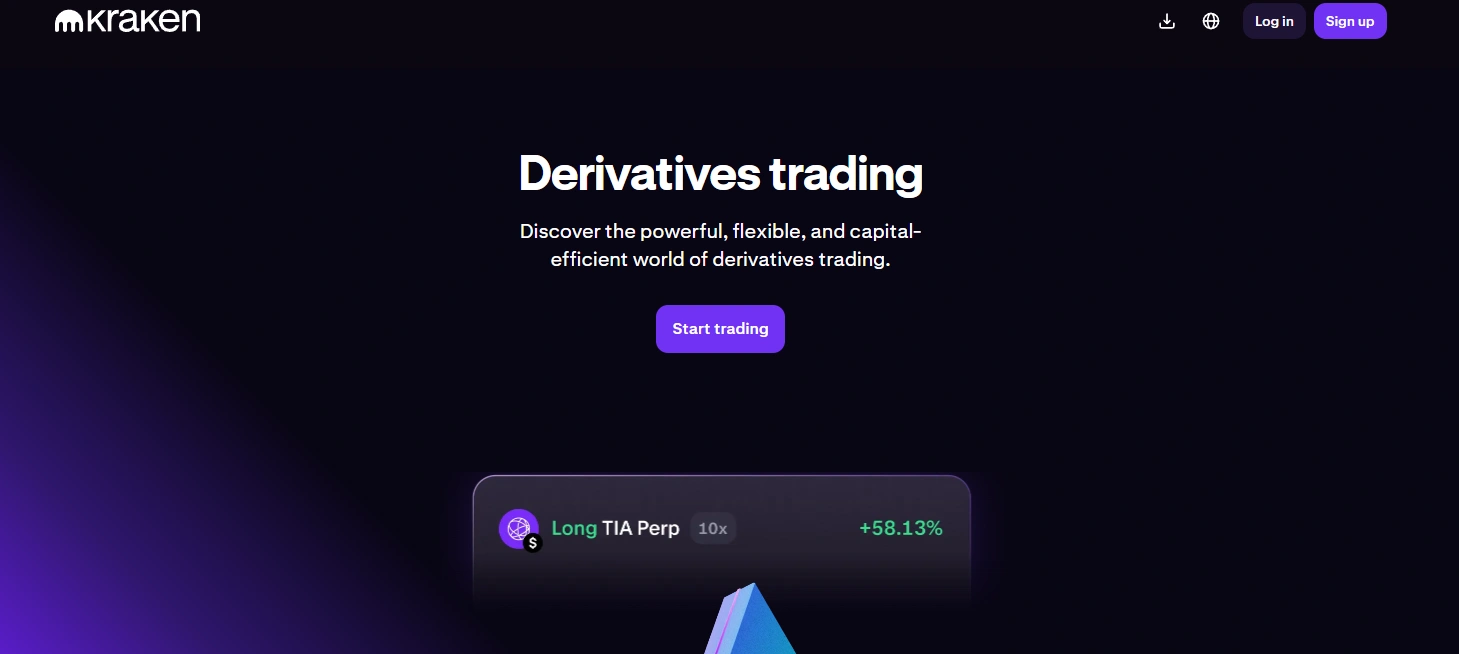 kraken
Log in
Sign up
Derivatives trading
Discover the powerful, flexible, and capital-
efficient world of derivatives trading.
Start trading
Long TIA Perp 10x +58.13%
$